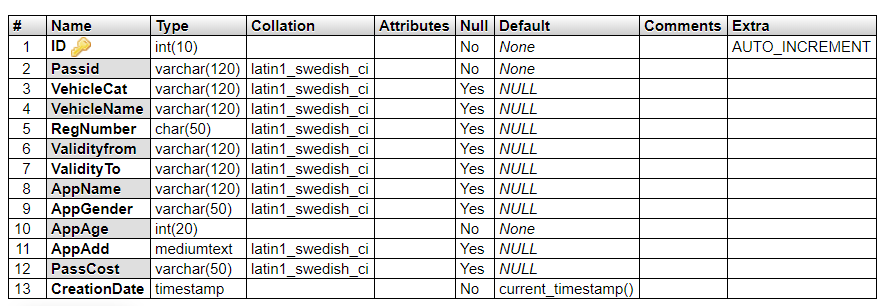 # Name Type Collation Attributes Null Default Comments Extra
1 ID int(10) No None AUTO_INCREMENT
2 Passid varchar(120) latin1_swedish_ci No None
3 VehicleCat varchar(120) latin1_swedish_ci Yes NULL
4 VehicleName varchar(120) latin1_swedish_ci Yes NULL
5 RegNumber char(50) latin1_swedish_ci Yes NULL
6 Validityfrom varchar(120) latin1_swedish_ci Yes NULL
7 ValidityTo varchar(120) latin1_swedish_ci Yes NULL
8 AppName varchar(120) latin1_swedish_ci Yes NULL
9 AppGender varchar(50) latin1_swedish_ci Yes NULL
10 AppAge int(20) No None
11 AppAdd mediumtext latin1_swedish_ci Yes NULL
12 PassCost varchar(50) latin1_swedish_ci Yes NULL
13 CreationDate timestamp No current_timestamp()